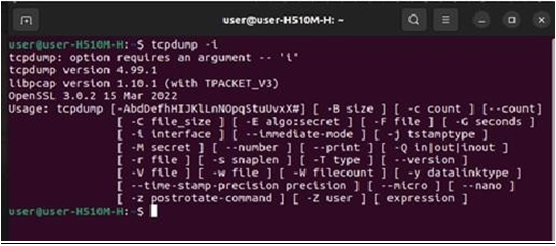 user@user-H510M-H: ~
user@user-H510M-H:~$ tcpdump -i
tcpdump: option requires an argument -- 'i'
tcpdump version 4.99.1
libpcap version 1.10.1 (with TPACKET_V3)
OpenSSL 3.0.2 15 Mar 2022
Usage: tcpdump [-AbdDefhHIJKlLnNOpqStuUvxX#] [ -B size ] [ -c count ] [--count]
[ -C file_size ] [ -E algo:secret ] [ -F file ] [ -G seconds ]
[ -i interface ] [ --immediate-mode ] [ -j tstamptype ]
[ -M secret ] [ --number ] [ --print ] [ -Q in|out|inout ]
[ -r file ] [ -s snaplen ] [ -T type ] [ --version ]
[ -V file ] [ -w file ] [ -W filecount ] [ -y datalinktype ]
[ --time-stamp-precision precision ] [ --micro ] [ --nano ]
[ -z postrotate-command ] [ -Z user ] [ expression ]
user@user-H510M-H:~$